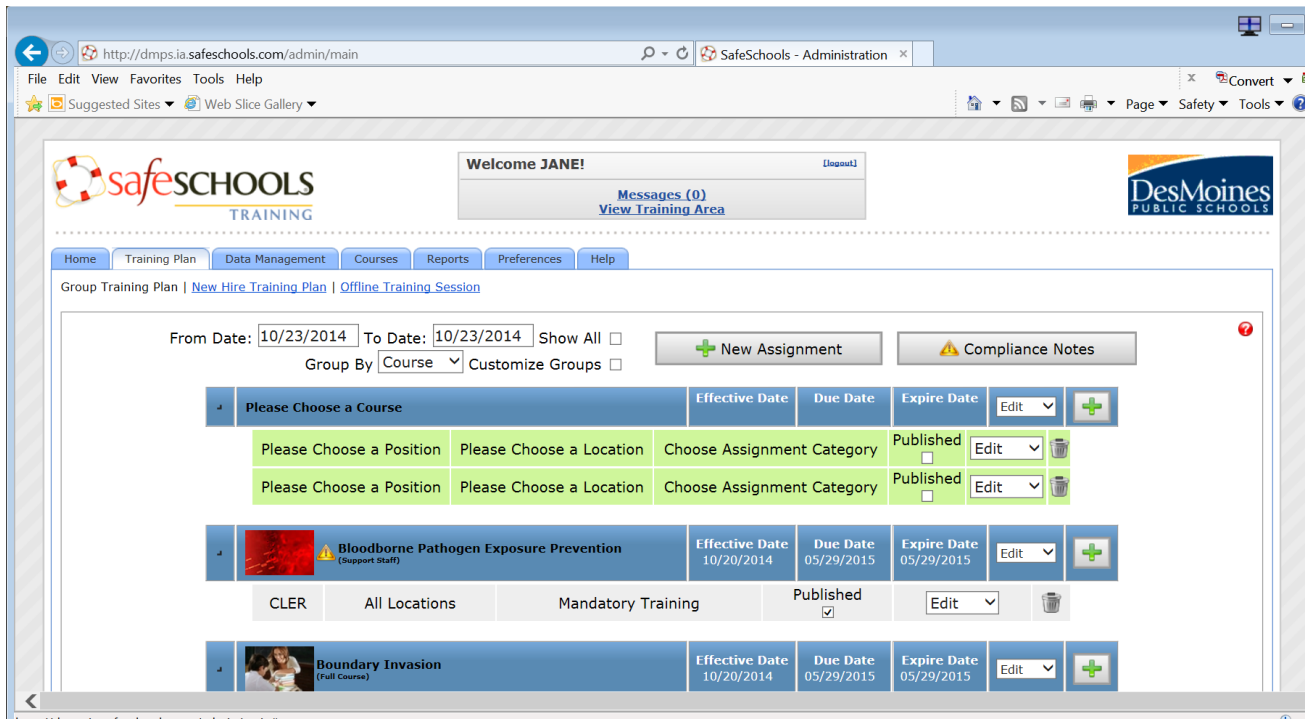 http://dmps.ia.safeschools.com/admin/main
SafeSchools - Administration
File Edit View Favorites Tools Help
x Convert
Suggested Sites Web Slice Gallery
Page Safety Tools
safeSCHOOLS
TRAINING
Welcome JANE! [logout]
Messages (0)
View Training Area
DesMoines
PUBLIC SCHOOLS
Home Training Plan Data Management Courses Reports Preferences Help
Group Training Plan | New Hire Training Plan | Offline Training Session
From Date: 10/23/2014 To Date: 10/23/2014 Show All
New Assignment Compliance Notes
Group By Course Customize Groups
Please Choose a Course Effective Date Due Date Expire Date Edit
Please Choose a Position Please Choose a Location Choose Assignment Category Published Edit
Please Choose a Position Please Choose a Location Choose Assignment Category Published Edit
Bloodborne Pathogen Exposure Prevention Effective Date Due Date Expire Date Edit
(Support Staff) 10/20/2014 05/29/2015 05/29/2015
CLER All Locations Mandatory Training Published Edit
Boundary Invasion Effective Date Due Date Expire Date Edit
(Full Course) 10/20/2014 05/29/2015 05/29/2015